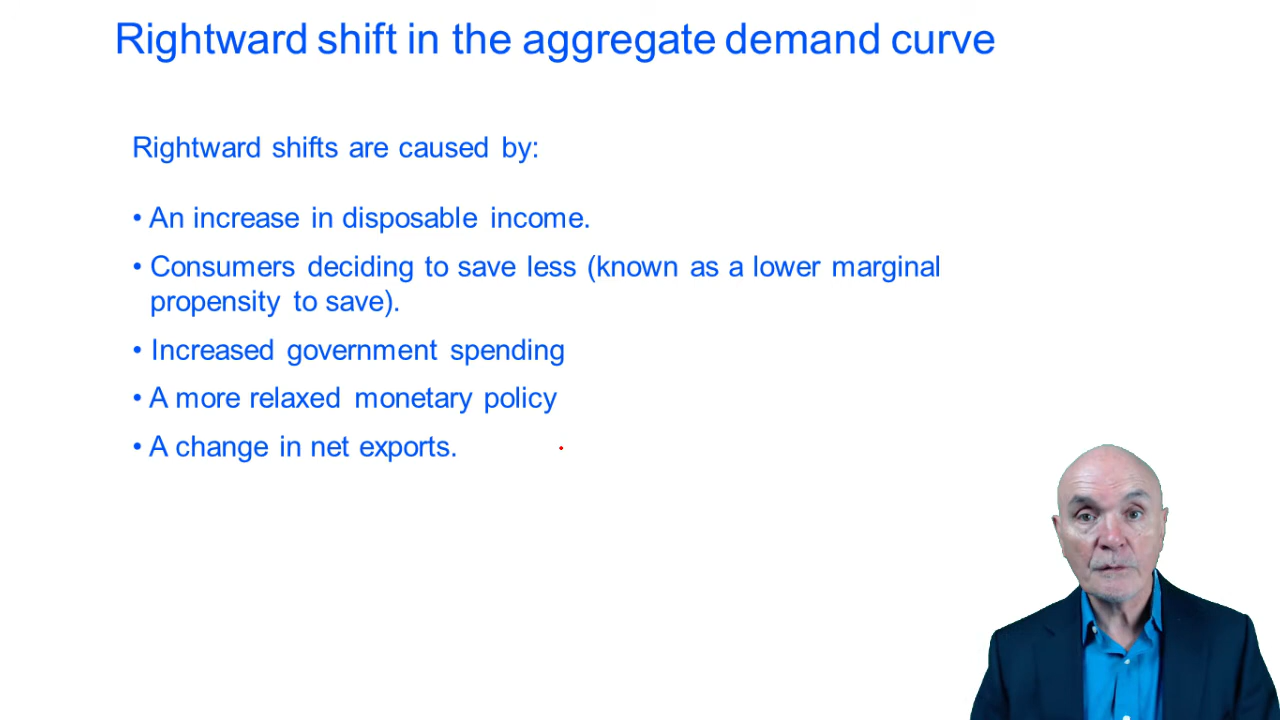 Rightward shift in the aggregate demand curve
Rightward shifts are caused by:
• An increase in disposable income.
• Consumers deciding to save less (known as a lower marginal
propensity to save).
• Increased government spending
• A more relaxed monetary policy
• A change in net exports.